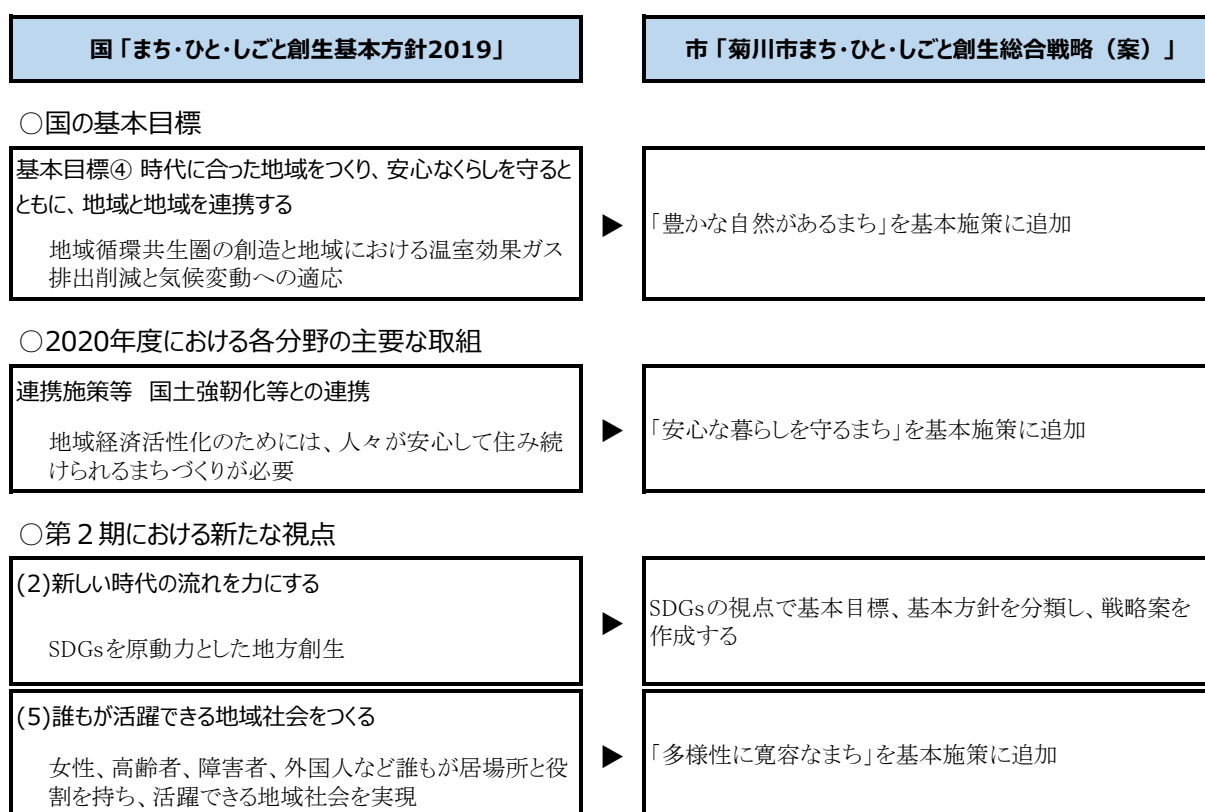 国「まち・ひと・しごと創生基本方針2019」
市「菊川市まち・ひと・しごと創生総合戦略（案）」
○国の基本目標
基本目標④ 時代に合った地域をつくり、安心なくらしを守ると
ともに、地域と地域を連携する
地域循環共生圏の創造と地域における温室効果ガス
排出削減と気候変動への適応
▶
「豊かな自然があるまち」を基本施策に追加
○2020年度における各分野の主要な取組
連携施策等　国土強靭化等との連携
地域経済活性化のためには、人々が安心して住み続
けられるまちづくりが必要
▶
「安心な暮らしを守るまち」を基本施策に追加
○第２期における新たな視点
(2)新しい時代の流れを力にする
SDGsを原動力とした地方創生
▶
SDGsの視点で基本目標、基本方針を分類し、戦略案を
作成する
(5)誰もが活躍できる地域社会をつくる
女性、高齢者、障害者、外国人など誰もが居場所と役
割を持ち、活躍できる地域社会を実現
▶
「多様性に寛容なまち」を基本施策に追加